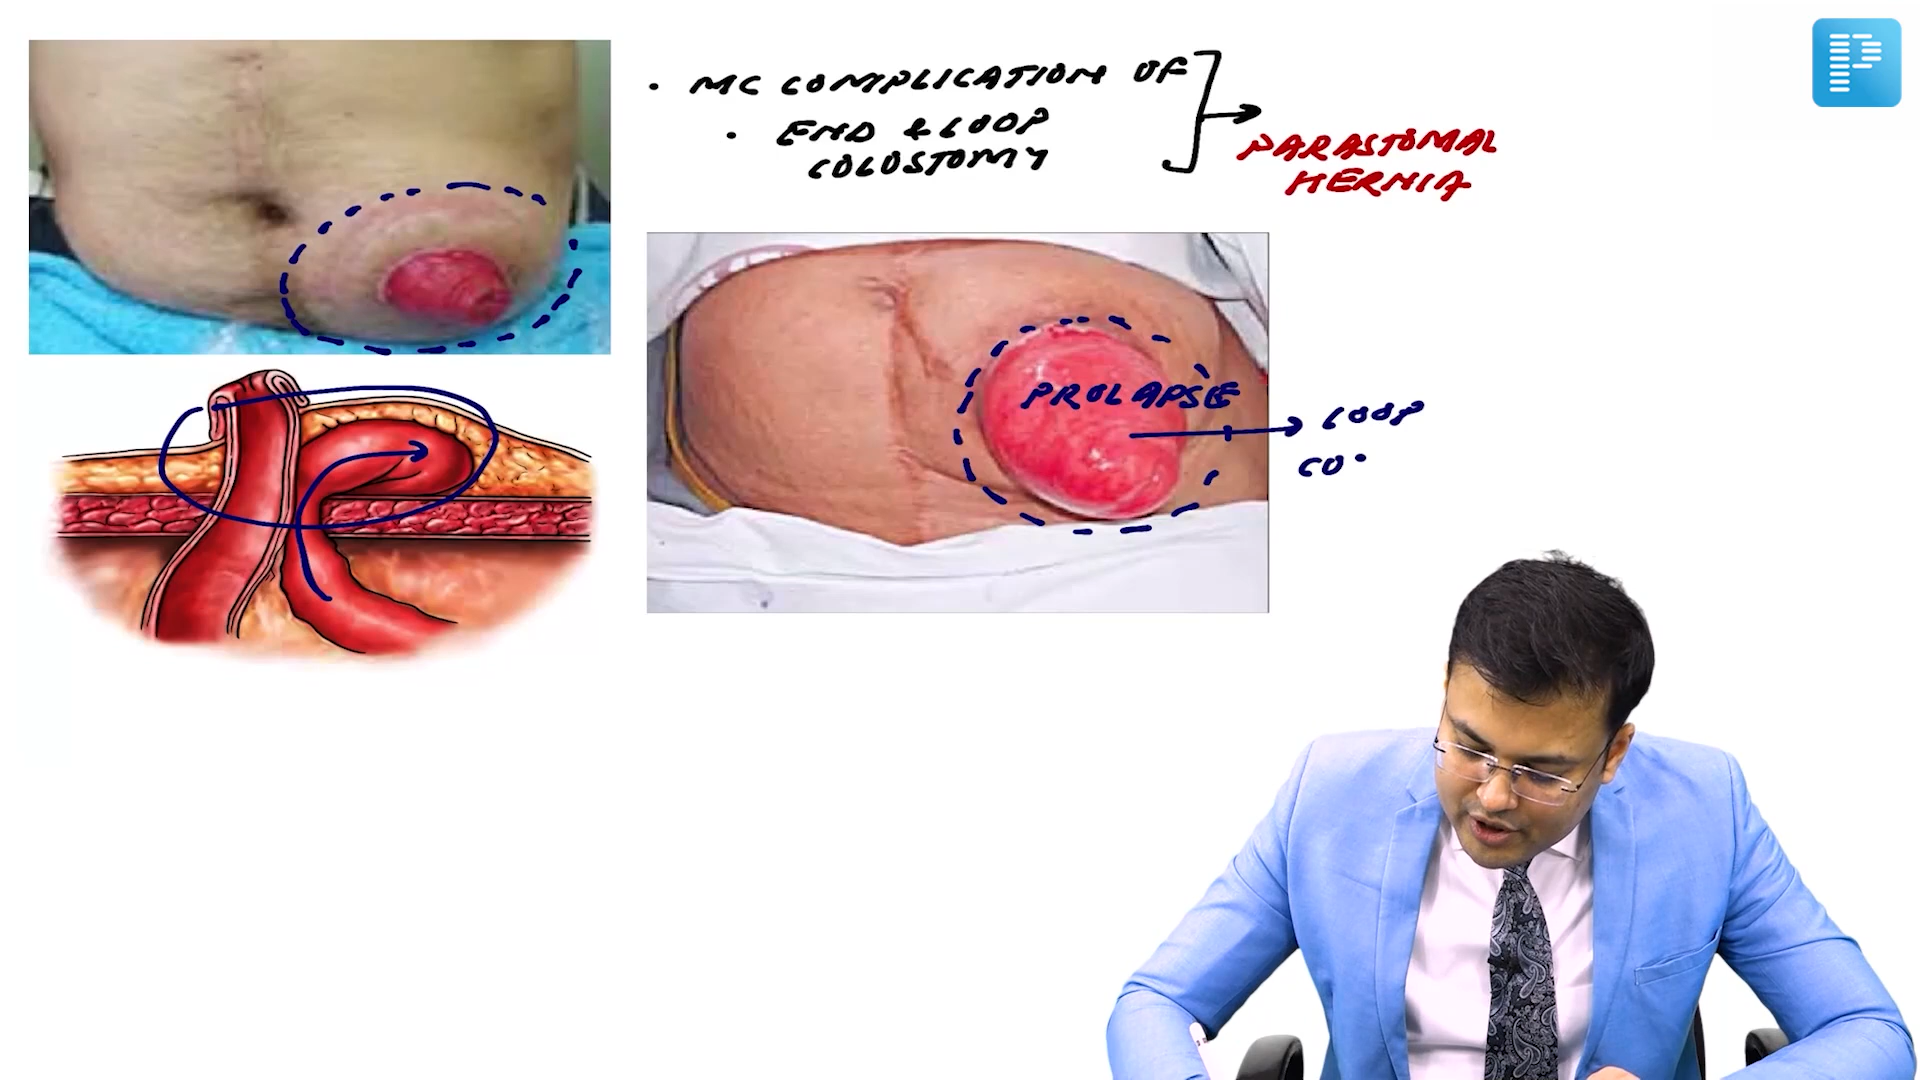 • MC COMPLICATION OF
• END & LOOP
COLOSTOMY
PARASTOMAL
HERNIA
PROLAPSE
LOOP
CO
P